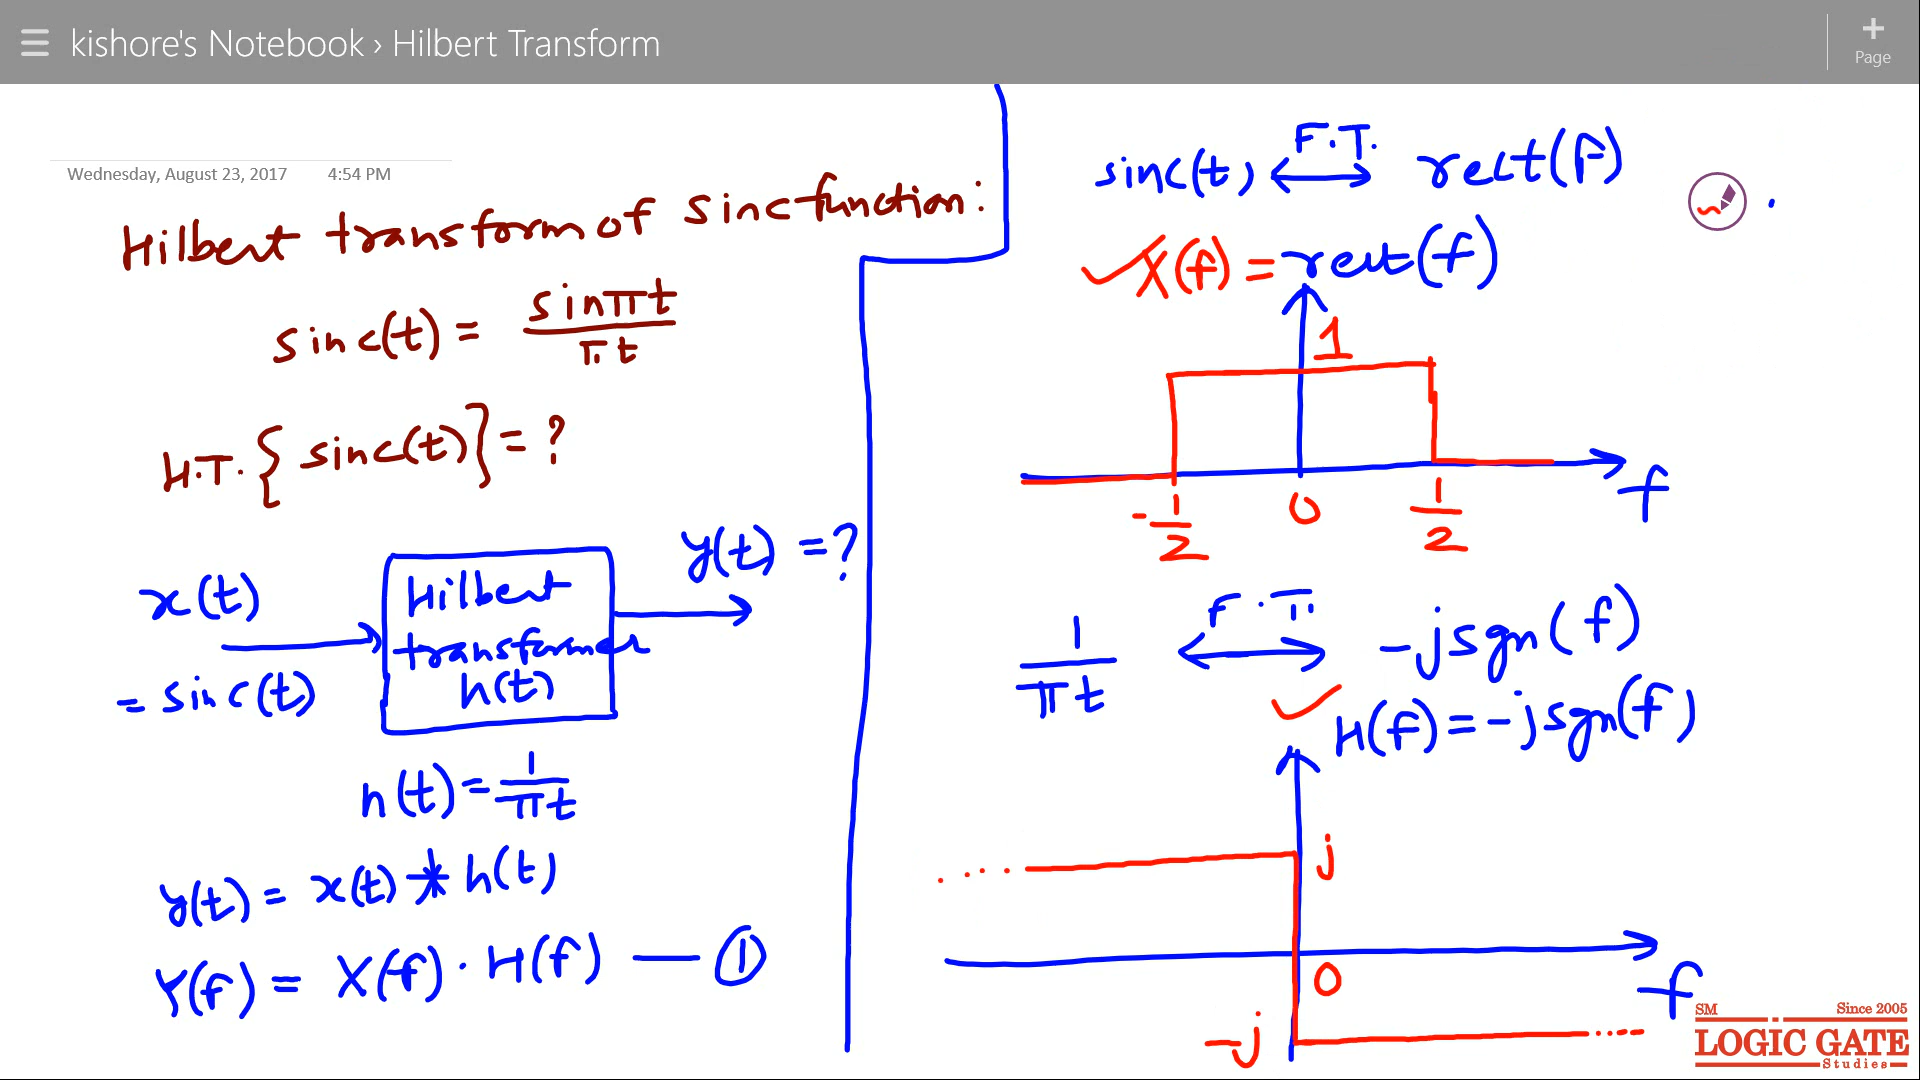 kishore's Notebook › Hilbert Transform
+
Page
Wednesday, August 23, 2017 4:54 PM
Hilbert transform of sinc function:
sinc(t) = sinπt / πt
H.T. { sinc(t) } = ?
x(t)
= sinc(t)
Hilbert
transformer
h(t)
y(t) = ?
h(t) = 1/πt
y(t) = x(t) * h(t)
Y(f) = X(f) · H(f) — ①
sinc(t) ⟷ F.T. rect(f)
X(f) = rect(f)
1
-1/2 0 1/2 f
1/πt ⟷ F.T. -jsgn(f)
H(f) = -jsgn(f)
j
0
f
-j
SM Since 2005
LOGIC GATE
Studies